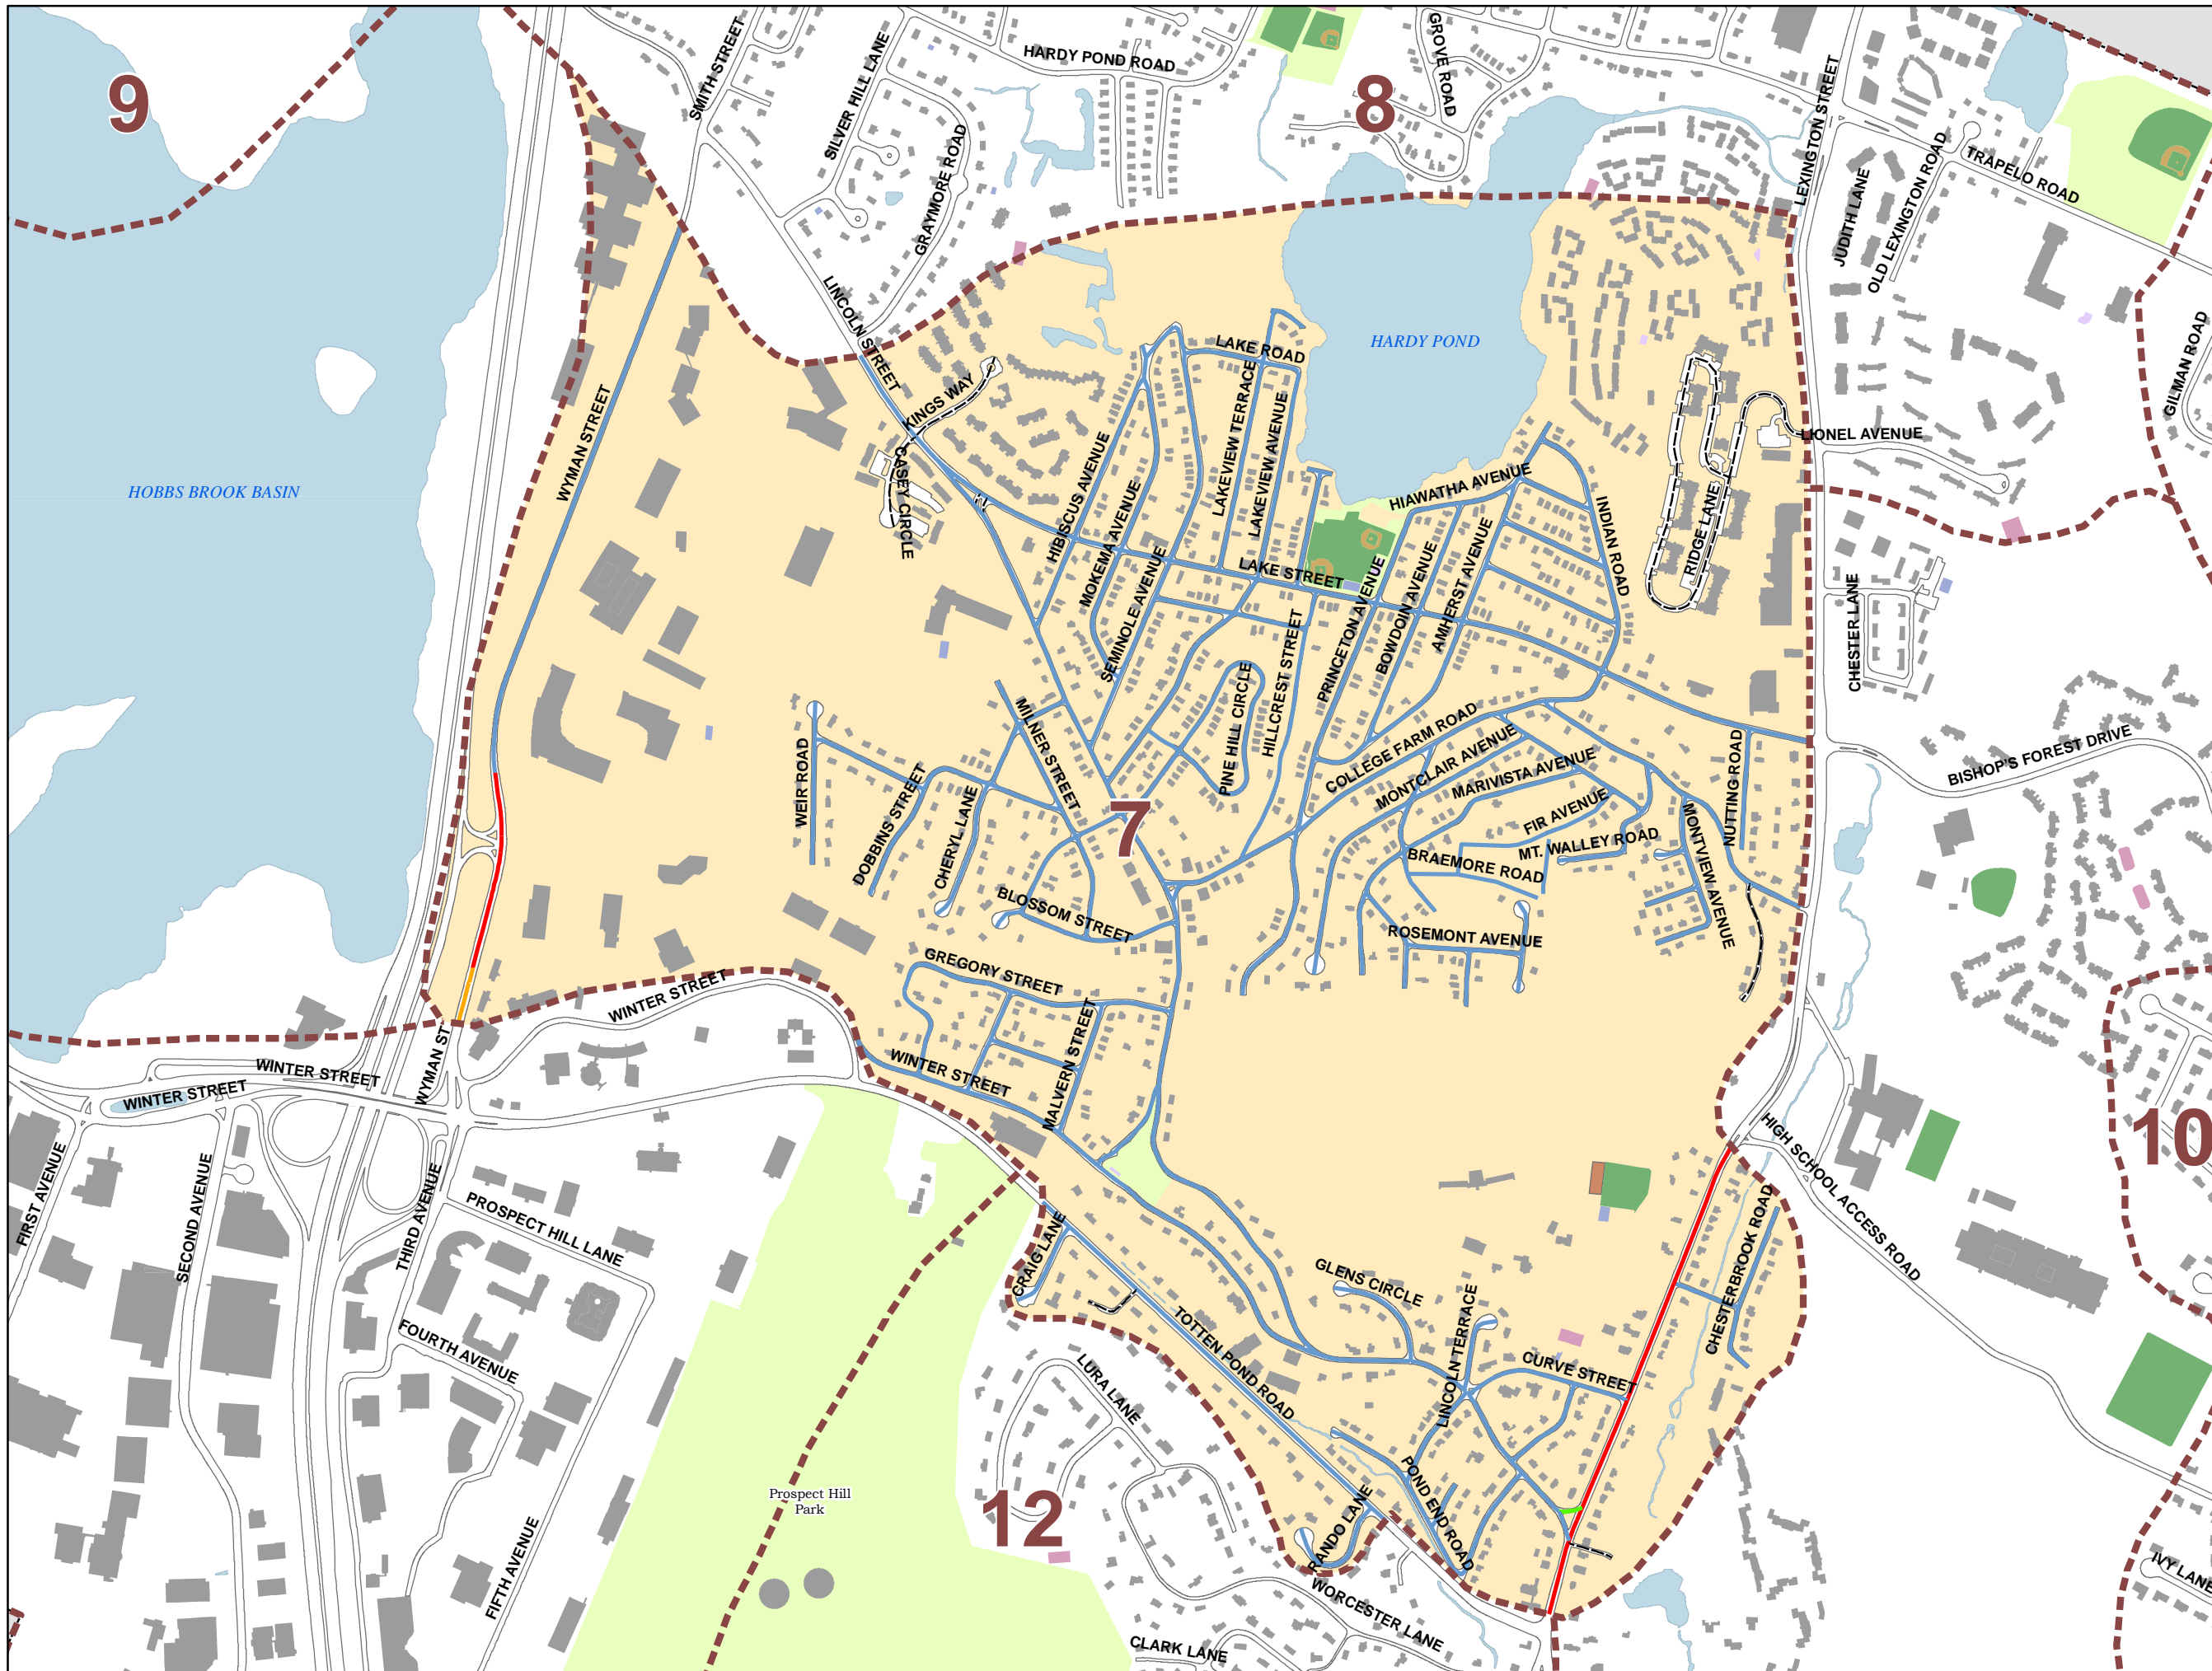 9
8
SMITH STREET
SILVER HILL LANE
HARDY POND ROAD
GROVE ROAD
LEXINGTON STREET
GRAYMORE ROAD
JUDITH LANE
OLD LEXINGTON ROAD
TRAPELO ROAD
LINCOLN STREET
LAKE ROAD
HARDY POND
GILMAN ROAD
WYMAN STREET
KINGS WAY
LAKEVIEW TERRACE
LAKEVIEW AVENUE
LIONEL AVENUE
HOBBS BROOK BASIN
CASEY CIRCLE
HIBISCUS AVENUE
MOKEMA AVENUE
HIAWATHA AVENUE
INDIAN ROAD
RIDGE LANE
SEMINOLE AVENUE
LAKE STREET
PRINCETON AVENUE
BOWDOIN AVENUE
AMHERST AVENUE
CHESTER LANE
HILLCREST STREET
PINE HILL CIRCLE
MILNER STREET
WEIR ROAD
DOBBINS STREET
CHERYL LANE
COLLEGE FARM ROAD
MONTCLAIR AVENUE
MARIVISTA AVENUE
NUTTING ROAD
BISHOP'S FOREST DRIVE
7
FIR AVENUE
MT. WALLEY ROAD
MONTVIEW AVENUE
BRAEMORE ROAD
BLOSSOM STREET
ROSEMONT AVENUE
GREGORY STREET
WINTER STREET
MALVERN STREET
WINTER STREET
WYMAN ST
WINTER STREET
WINTER STREET
10
HIGH SCHOOL ACCESS ROAD
FIRST AVENUE
SECOND AVENUE
THIRD AVENUE
PROSPECT HILL LANE
CRAIG LANE
CHESTERBROOK ROAD
GLENS CIRCLE
LINCOLN TERRACE
TOTTEN POND ROAD
CURVE STREET
FOURTH AVENUE
LURA LANE
Prospect Hill
Park
12
POND END ROAD
RANDO LANE
FIFTH AVENUE
WORCESTER LANE
IVY LANE
CLARK LANE